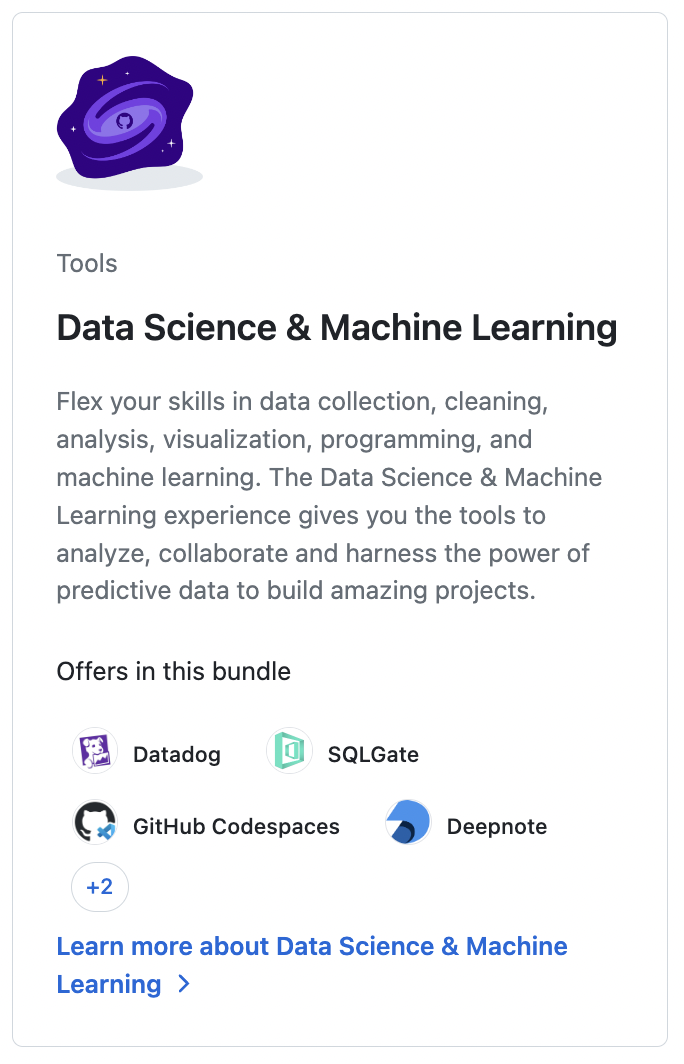 Tools
Data Science & Machine Learning
Flex your skills in data collection, cleaning,
analysis, visualization, programming, and
machine learning. The Data Science & Machine
Learning experience gives you the tools to
analyze, collaborate and harness the power of
predictive data to build amazing projects.
Offers in this bundle
Datadog SQLGate
GitHub Codespaces Deepnote
+2
Learn more about Data Science & Machine
Learning >